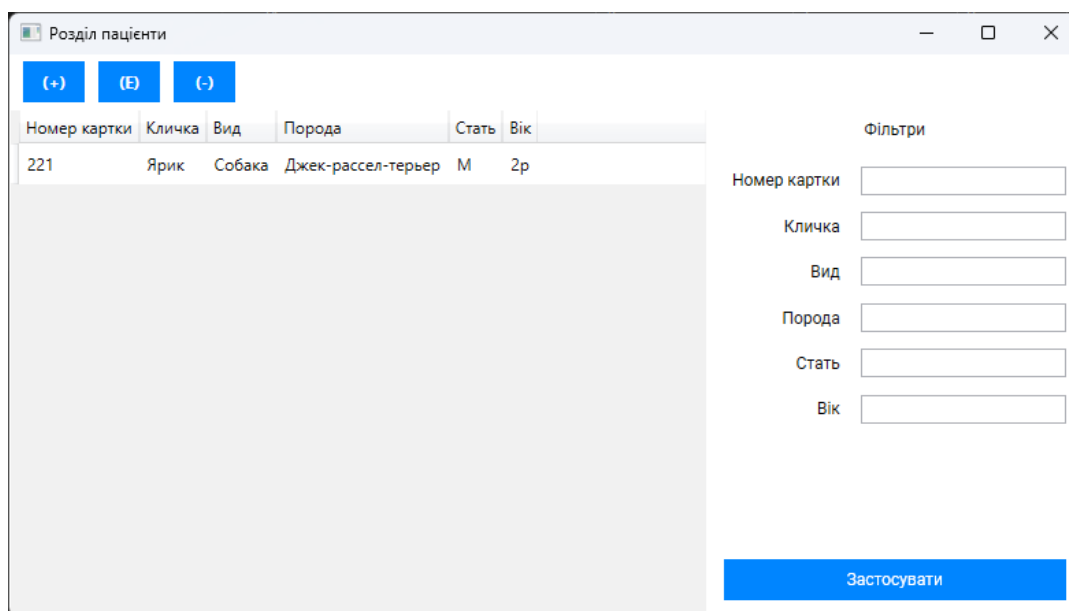 Розділ пацієнти
(+) (E) (-)
Номер картки Кличка Вид Порода Стать Вік
221 Ярик Собака Джек-рассел-терьер М 2р
Фільтри
Номер картки
Кличка
Вид
Порода
Стать
Вік
Застосувати